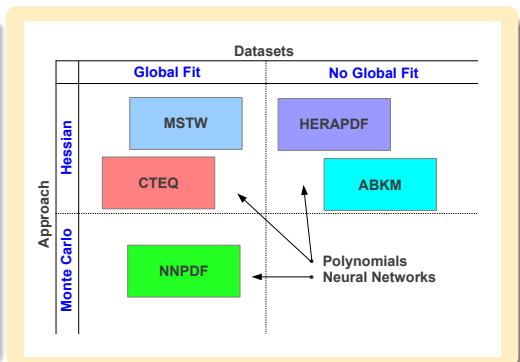 Datasets
Global Fit No Global Fit
Approach
Hessian
MSTW HERAPDF
CTEQ ABKM
Monte Carlo
NNPDF
Polynomials
Neural Networks